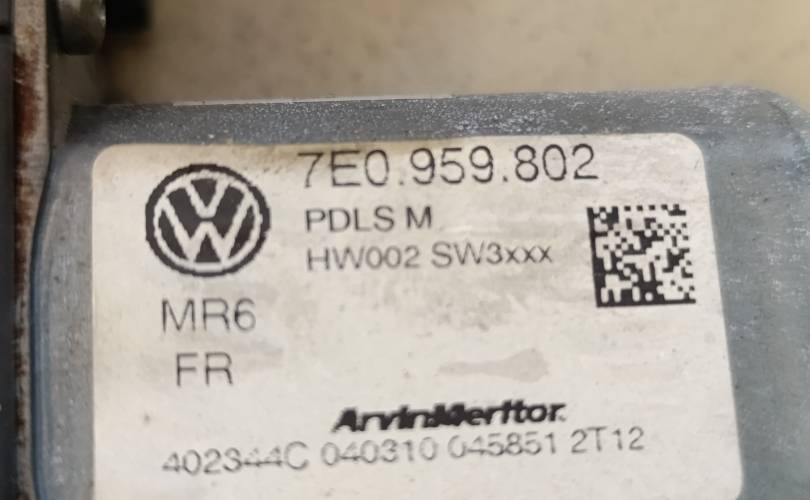 7E0.959.802
PDLS M
HW002 SW3xxx
MR6
FR
ArvinMeritor.
402344C 040310 045851 2T12